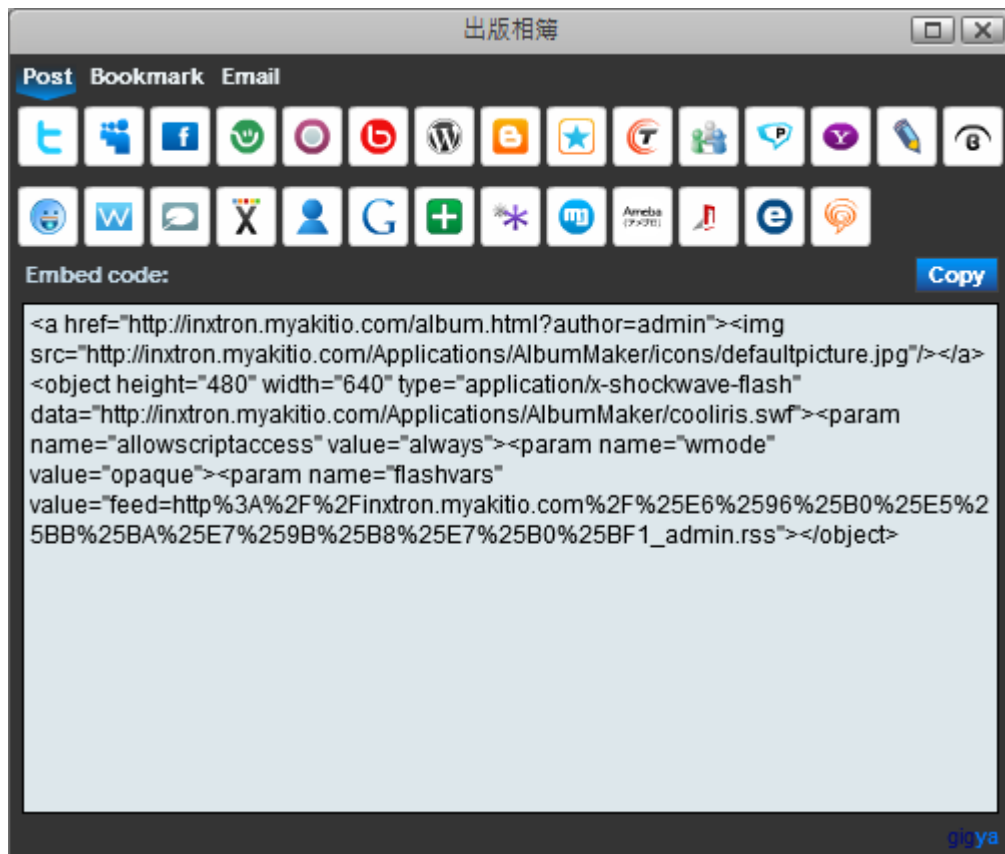 出版相簿
Post Bookmark Email
Ameba
Embed code:
Copy
<a href="http://inxtron.myakitio.com/album.html?author=admin"><img
src="http://inxtron.myakitio.com/Applications/AlbumMaker/icons/defaultpicture.jpg"/></a>
<object height="480" width="640" type="application/x-shockwave-flash"
data="http://inxtron.myakitio.com/Applications/AlbumMaker/cooliris.swf"><param
name="allowscriptaccess" value="always"><param name="wmode"
value="opaque"><param name="flashvars"
value="feed=http%3A%2F%2Finxtron.myakitio.com%2F%25E6%2596%25B0%25E5%2
5BB%25BA%25E7%259B%25B8%25E7%25B0%25BF1_admin.rss"></object>
gigya